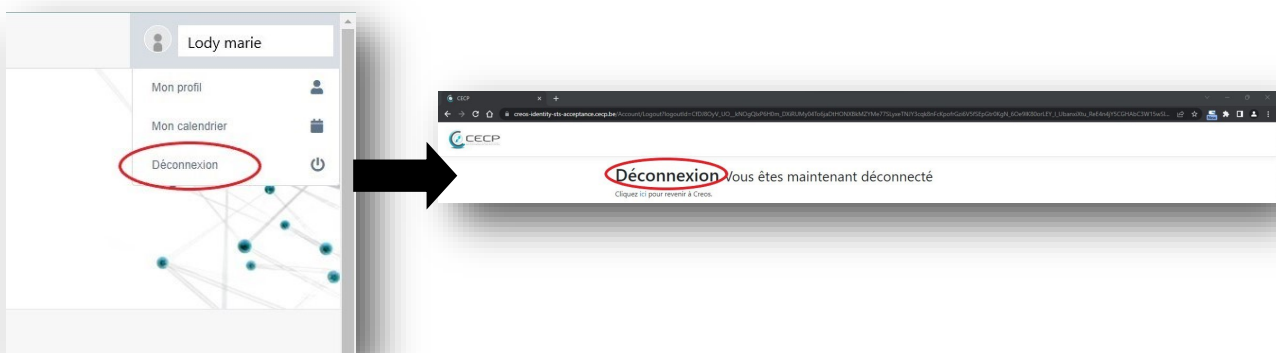 Lody marie
Mon profil
Mon calendrier
Déconnexion
CECP
CECP
Déconnexion Vous êtes maintenant déconnecté
Cliquez ici pour revenir à Creos.